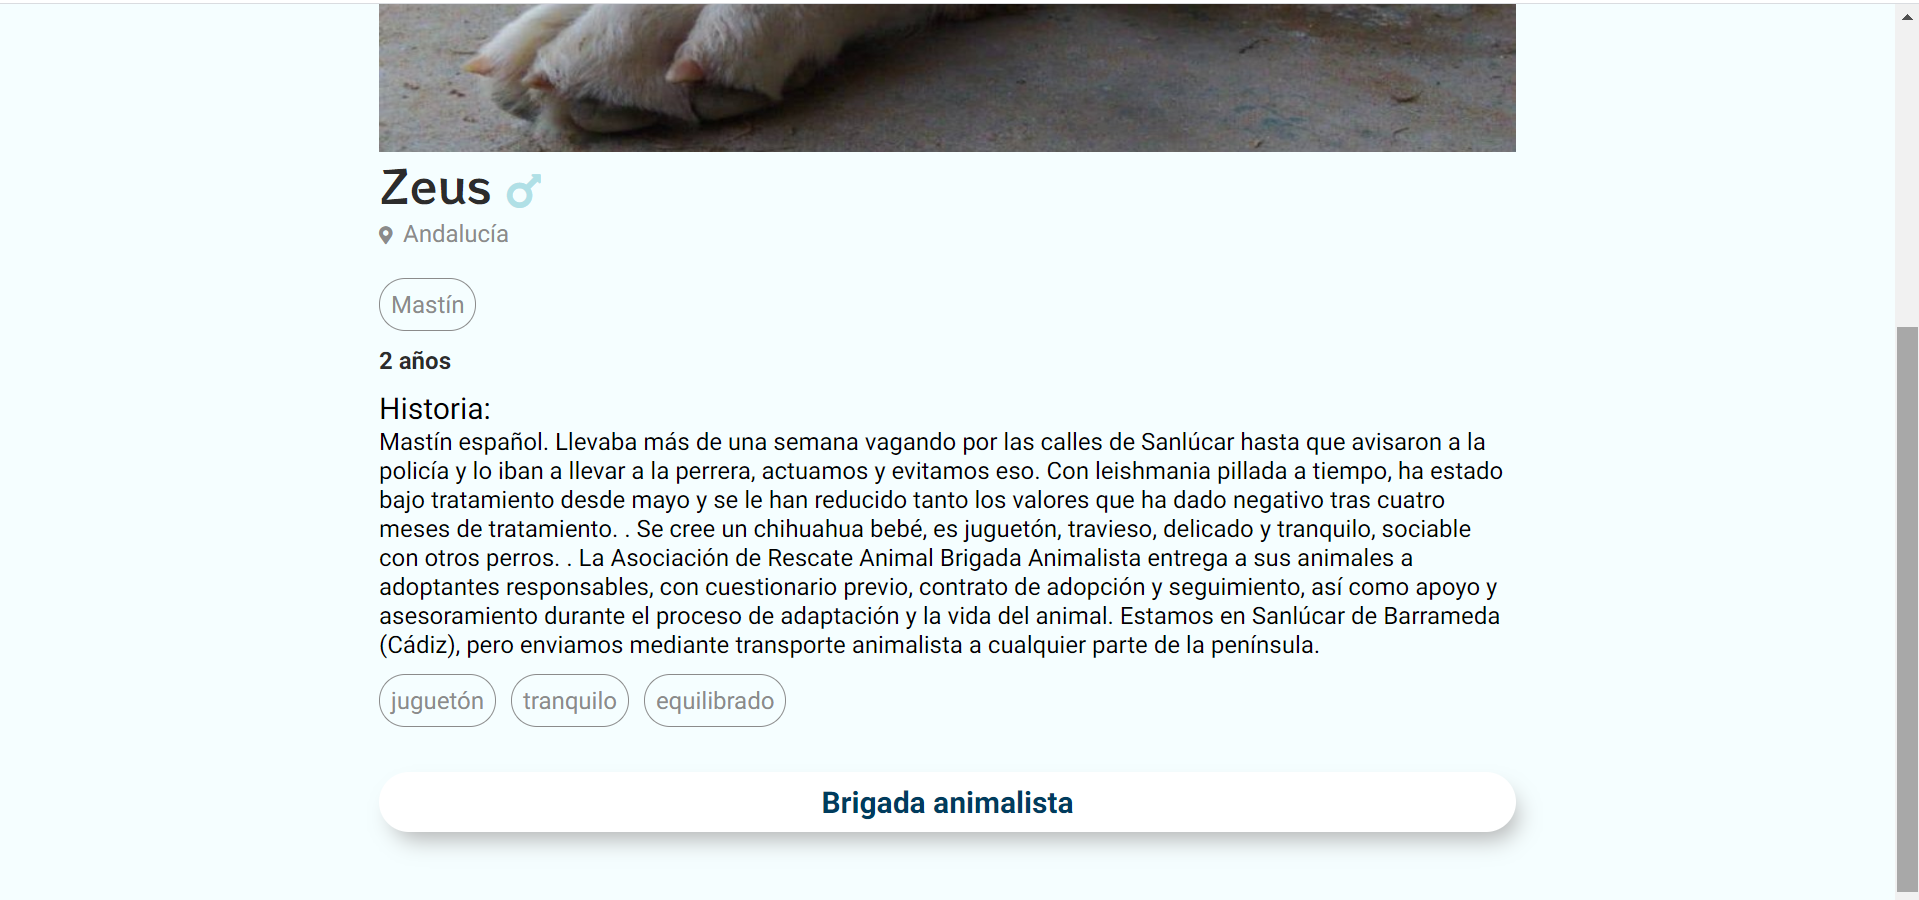 Zeus
Andalucía
Mastín
2 años
Historia:
Mastín español. Llevaba más de una semana vagando por las calles de Sanlúcar hasta que avisaron a la
policía y lo iban a llevar a la perrera, actuamos y evitamos eso. Con leishmania pillada a tiempo, ha estado
bajo tratamiento desde mayo y se le han reducido tanto los valores que ha dado negativo tras cuatro
meses de tratamiento. . Se cree un chihuahua bebé, es juguetón, travieso, delicado y tranquilo, sociable
con otros perros. . La Asociación de Rescate Animal Brigada Animalista entrega a sus animales a
adoptantes responsables, con cuestionario previo, contrato de adopción y seguimiento, así como apoyo y
asesoramiento durante el proceso de adaptación y la vida del animal. Estamos en Sanlúcar de Barrameda
(Cádiz), pero enviamos mediante transporte animalista a cualquier parte de la península.
juguetón tranquilo equilibrado
Brigada animalista